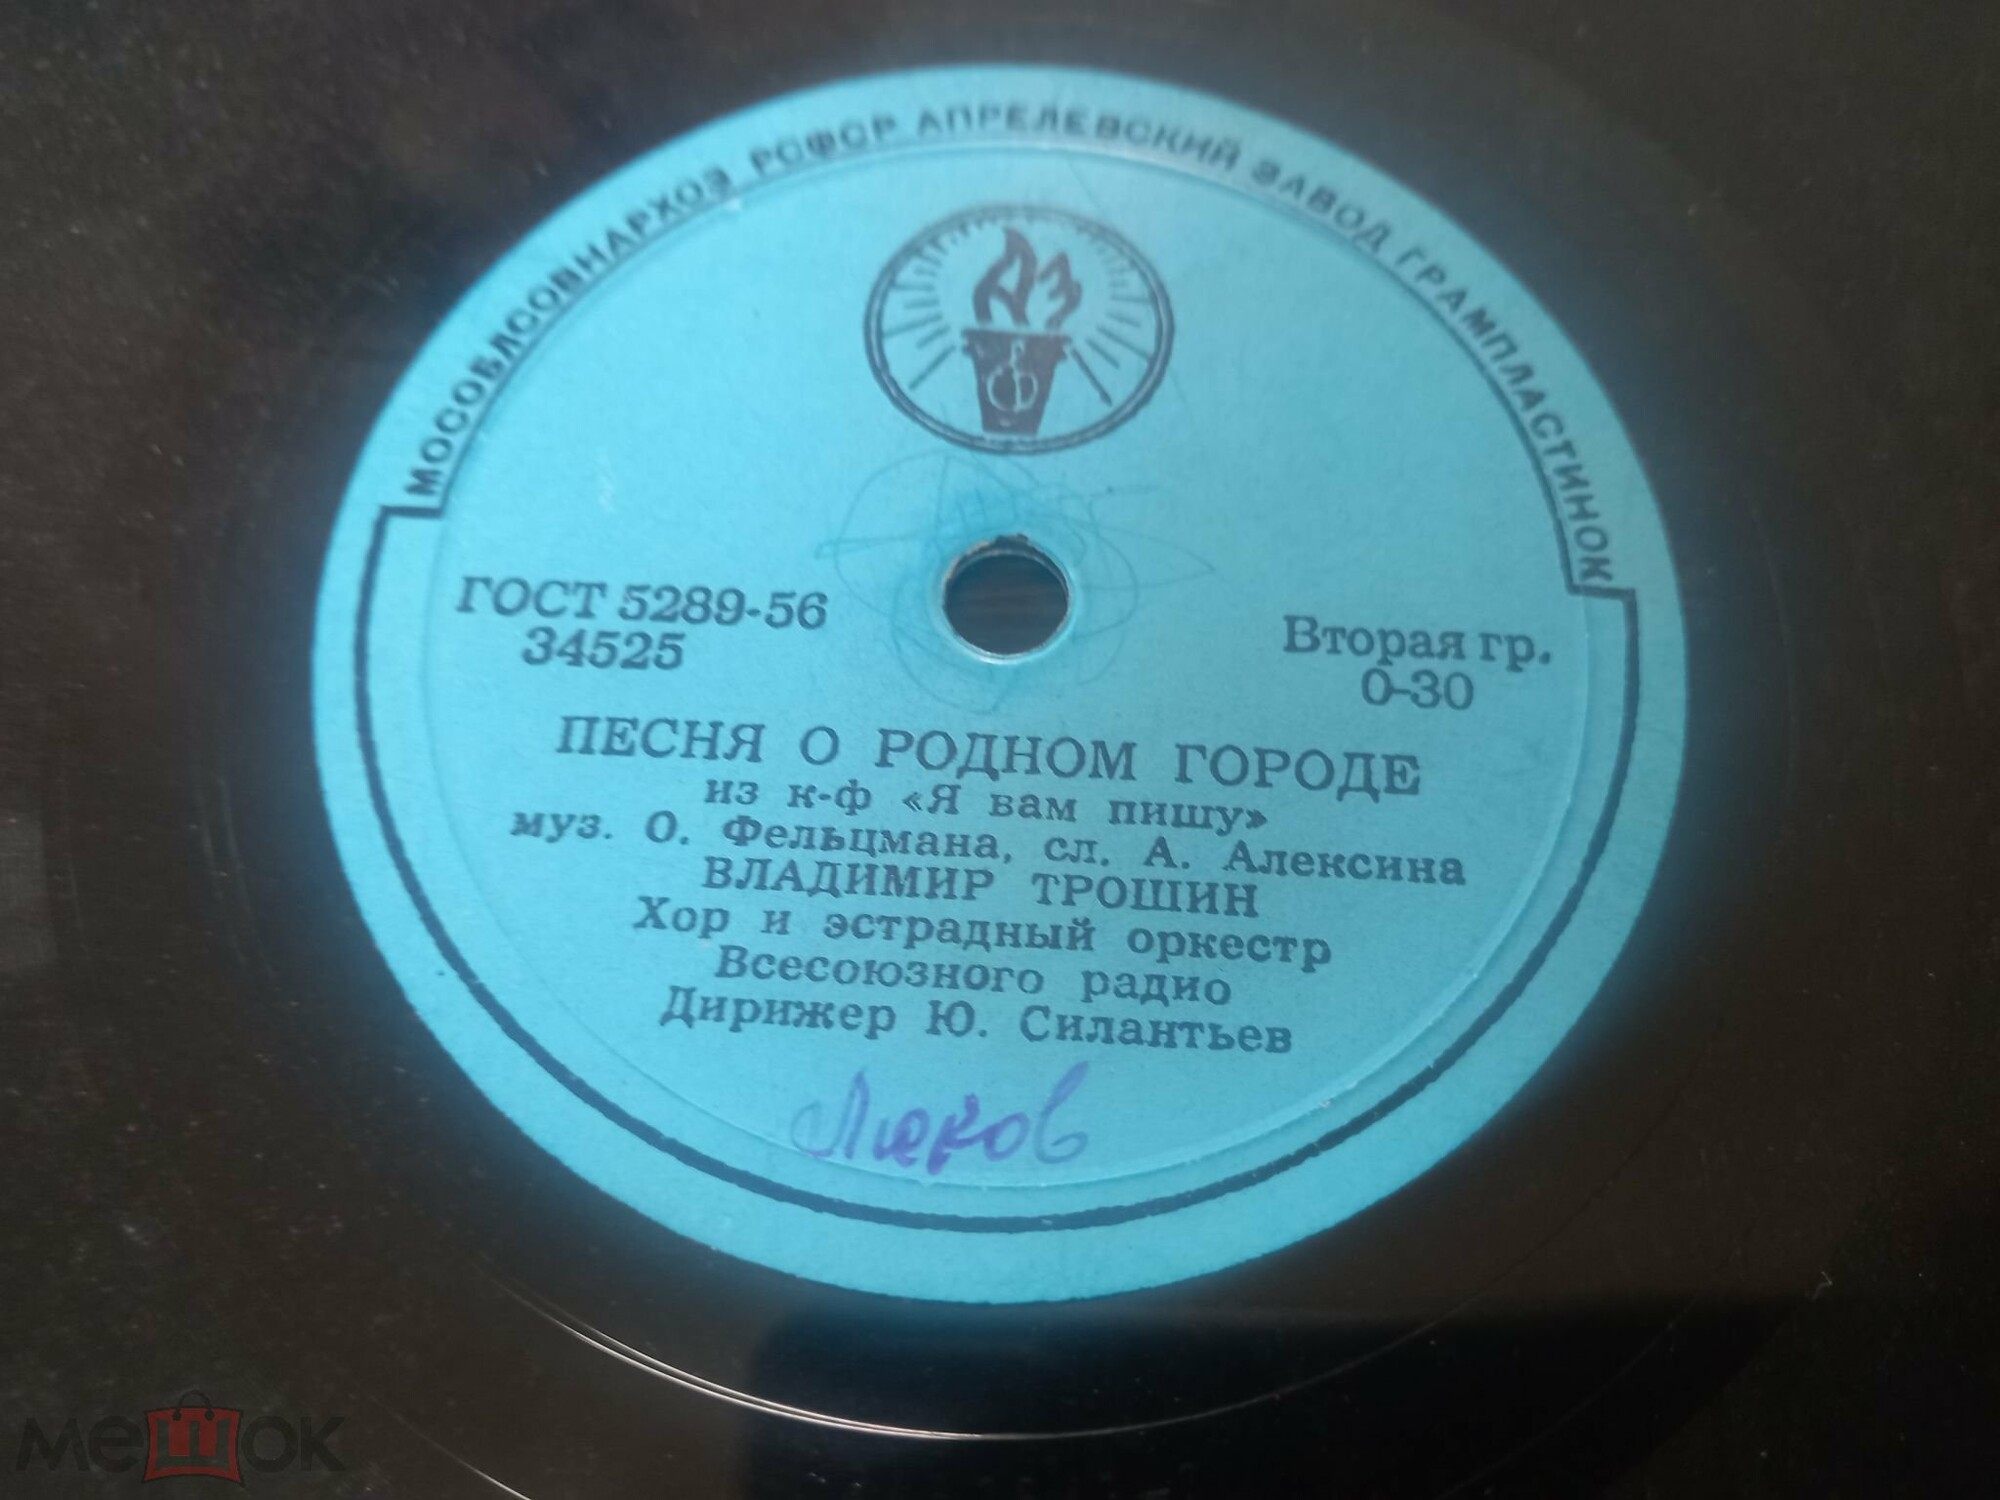 МОСОБЛСОВНАРХОЗ РСФСР АПРЕЛЕВСКИЙ ЗАВОД ГРАМПЛАСТИНОК
ГОСТ 5289-56
34525
Вторая гр.
0-30
ПЕСНЯ О РОДНОМ ГОРОДЕ
из к-ф «Я вам пишу»
муз. О. Фельцмана, сл. А. Алексина
ВЛАДИМИР ТРОШИН
Хор и эстрадный оркестр
Всесоюзного радио
Дирижер Ю. Силантьев
мешок